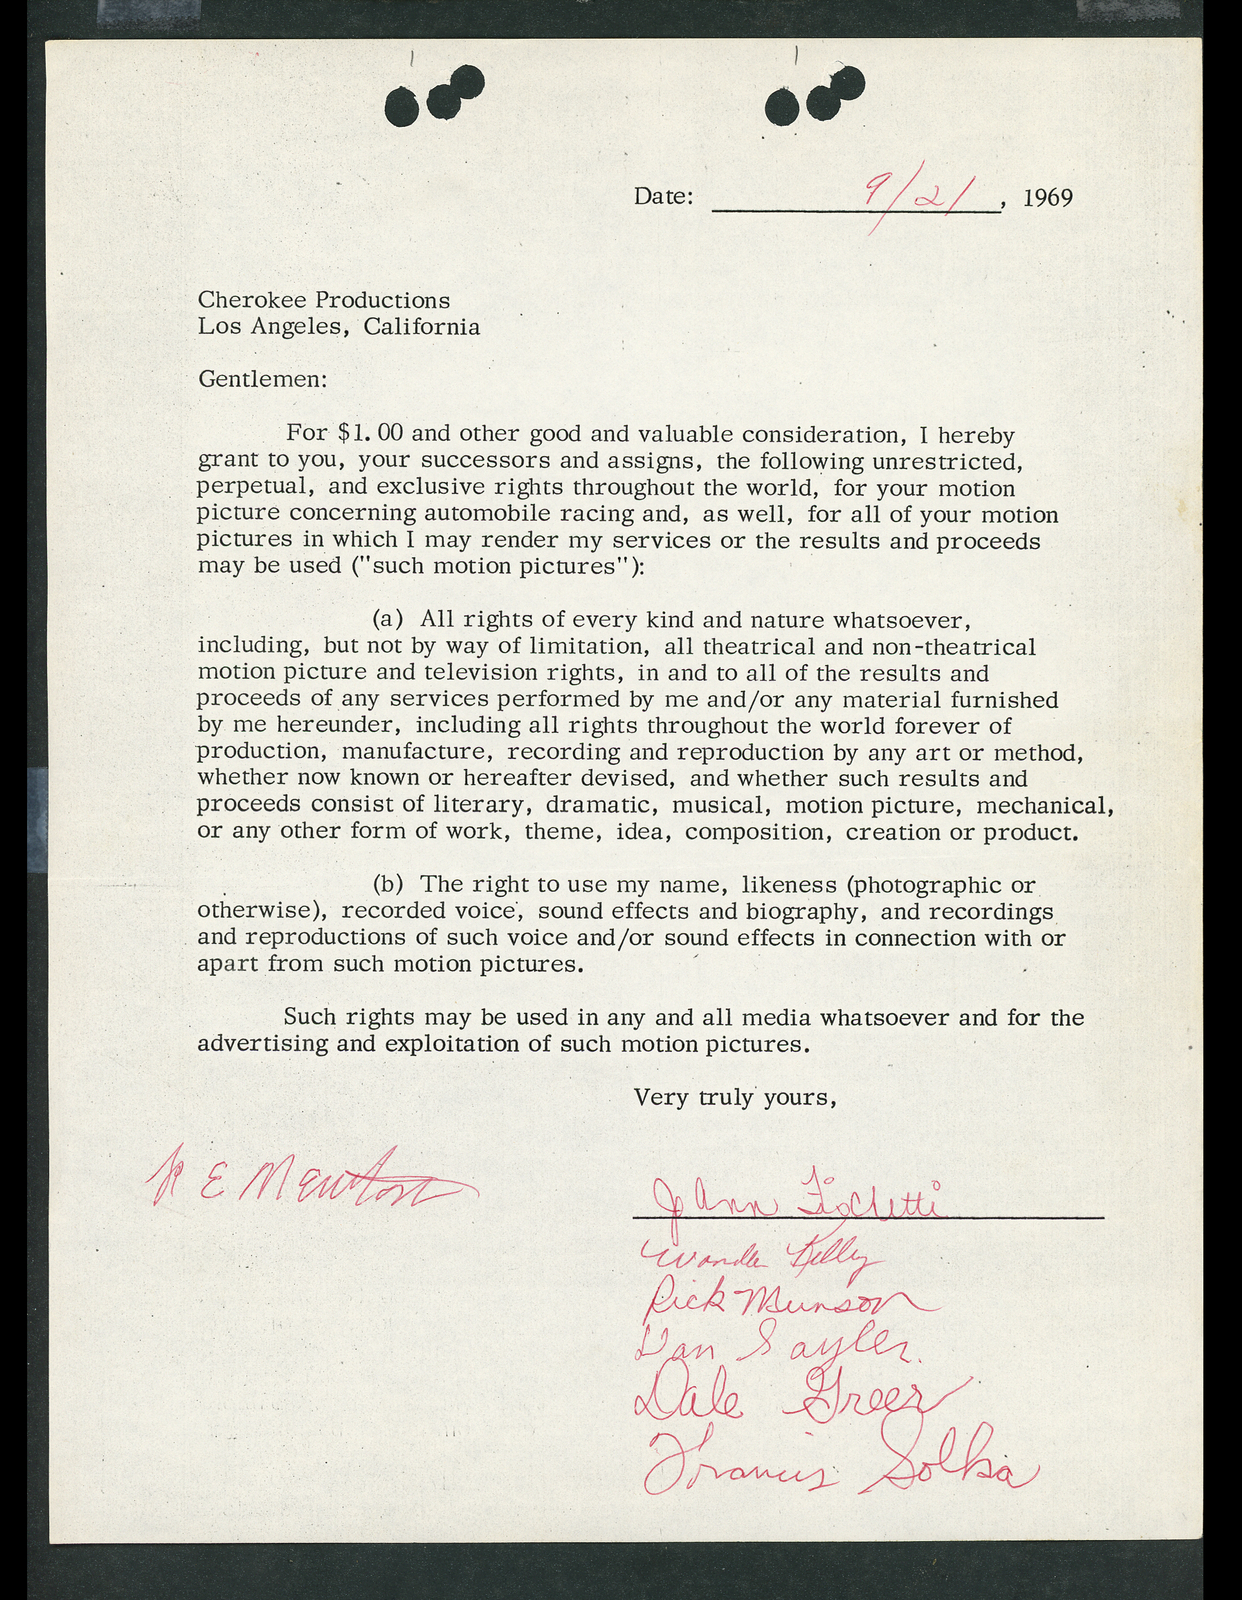 Date: 9/21, 1969
Cherokee Productions
Los Angeles, California
Gentlemen:
For $1.00 and other good and valuable consideration, I hereby
grant to you, your successors and assigns, the following unrestricted,
perpetual, and exclusive rights throughout the world, for your motion
picture concerning automobile racing and, as well, for all of your motion
pictures in which I may render my services or the results and proceeds
may be used ("such motion pictures"):
(a) All rights of every kind and nature whatsoever,
including, but not by way of limitation, all theatrical and non-theatrical
motion picture and television rights, in and to all of the results and
proceeds of any services performed by me and/or any material furnished
by me hereunder, including all rights throughout the world forever of
production, manufacture, recording and reproduction by any art or method,
whether now known or hereafter devised, and whether such results and
proceeds consist of literary, dramatic, musical, motion picture, mechanical,
or any other form of work, theme, idea, composition, creation or product.
(b) The right to use my name, likeness (photographic or
otherwise), recorded voice, sound effects and biography, and recordings
and reproductions of such voice and/or sound effects in connection with or
apart from such motion pictures.
Such rights may be used in any and all media whatsoever and for the
advertising and exploitation of such motion pictures.
Very truly yours,
E
JoAnn
Kelly
Rick Munson
Sayler
Dale Greer
Francis Solka